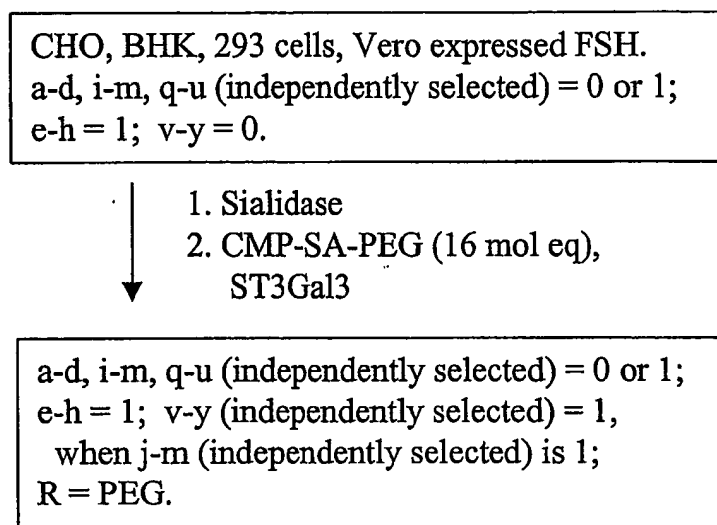 CHO, BHK, 293 cells, Vero expressed FSH.
a-d, i-m, q-u (independently selected) = 0 or 1;
e-h = 1; v-y = 0.
1. Sialidase
2. CMP-SA-PEG (16 mol eq),
ST3Gal3
a-d, i-m, q-u (independently selected) = 0 or 1;
e-h = 1; v-y (independently selected) = 1,
when j-m (independently selected) is 1;
R = PEG.